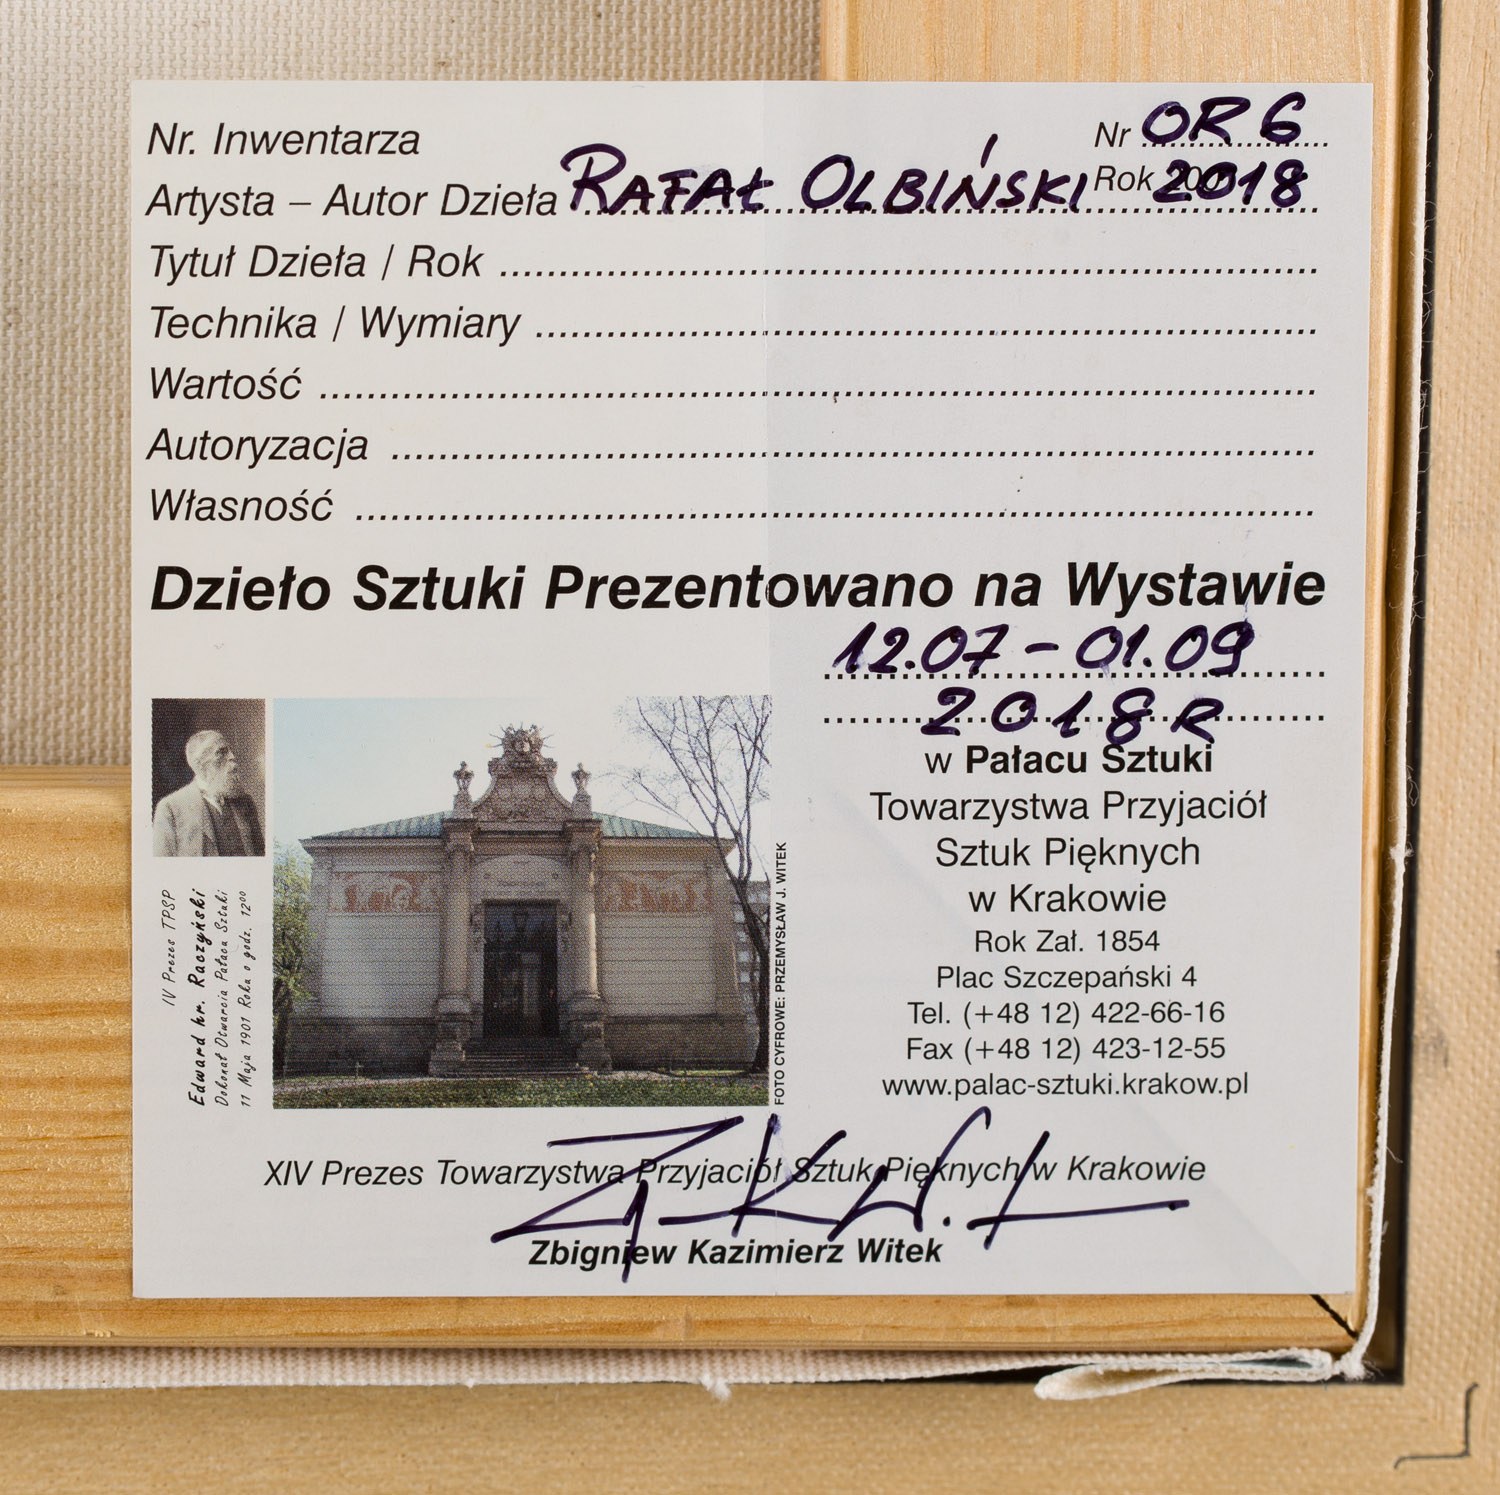 Nr. Inwentarza
Nr OR 6
Artysta – Autor Dzieła RAFAŁ OLBIŃSKI
Rok 2018
Tytuł Dzieła / Rok
Technika / Wymiary
Wartość
Autoryzacja
Własność
Dzieło Sztuki Prezentowano na Wystawie
12.07 - 01.09
2018 R
w Pałacu Sztuki
Towarzystwa Przyjaciół
Sztuk Pięknych
w Krakowie
Rok Zał. 1854
Plac Szczepański 4
Tel. (+48 12) 422-66-16
Fax (+48 12) 423-12-55
www.palac-sztuki.krakow.pl
IV Prezes TPSP
Edward hr. Raczyński
Dokonał Otwarcia Pałacu Sztuki
11 Maja 1901 Roku o godz. 12⁰⁰
FOTO CYFROWE: PRZEMYSŁAW J. WITEK
XIV Prezes Towarzystwa Przyjaciół Sztuk Pięknych w Krakowie
Zbigniew Kazimierz Witek